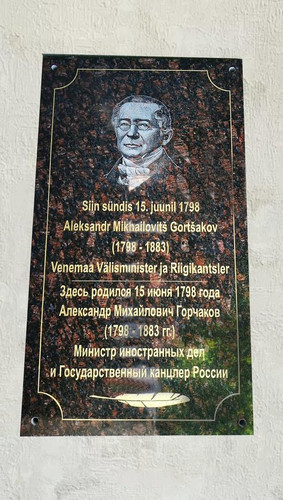 Siin sündis 15. juunil 1798
Aleksandr Mikhailovitš Gortšakov
(1798 - 1883)
Venemaa Välisminister ja Riigikantsler
Здесь родился 15 июня 1798 года
Александр Михайлович Горчаков
(1798 - 1883 гг.)
Министр иностранных дел
и Государственный канцлер России